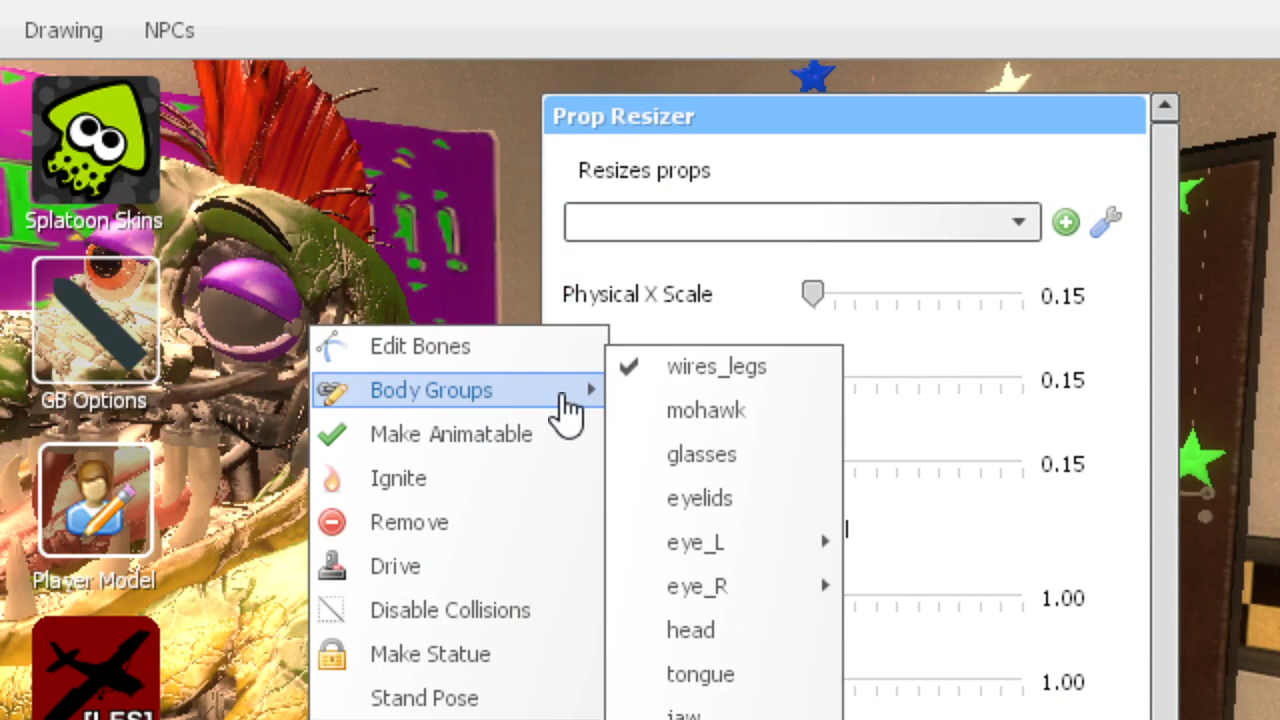 Drawing NPCs
Splatoon Skins
GB Options
Player Model
[LFS]
Prop Resizer
Resizes props
Physical X Scale 0.15
0.15
0.15
1.00
1.00
Edit Bones
Body Groups
Make Animatable
Ignite
Remove
Drive
Disable Collisions
Make Statue
Stand Pose
wires_legs
mohawk
glasses
eyelids
eye_L
eye_R
head
tongue
jaw